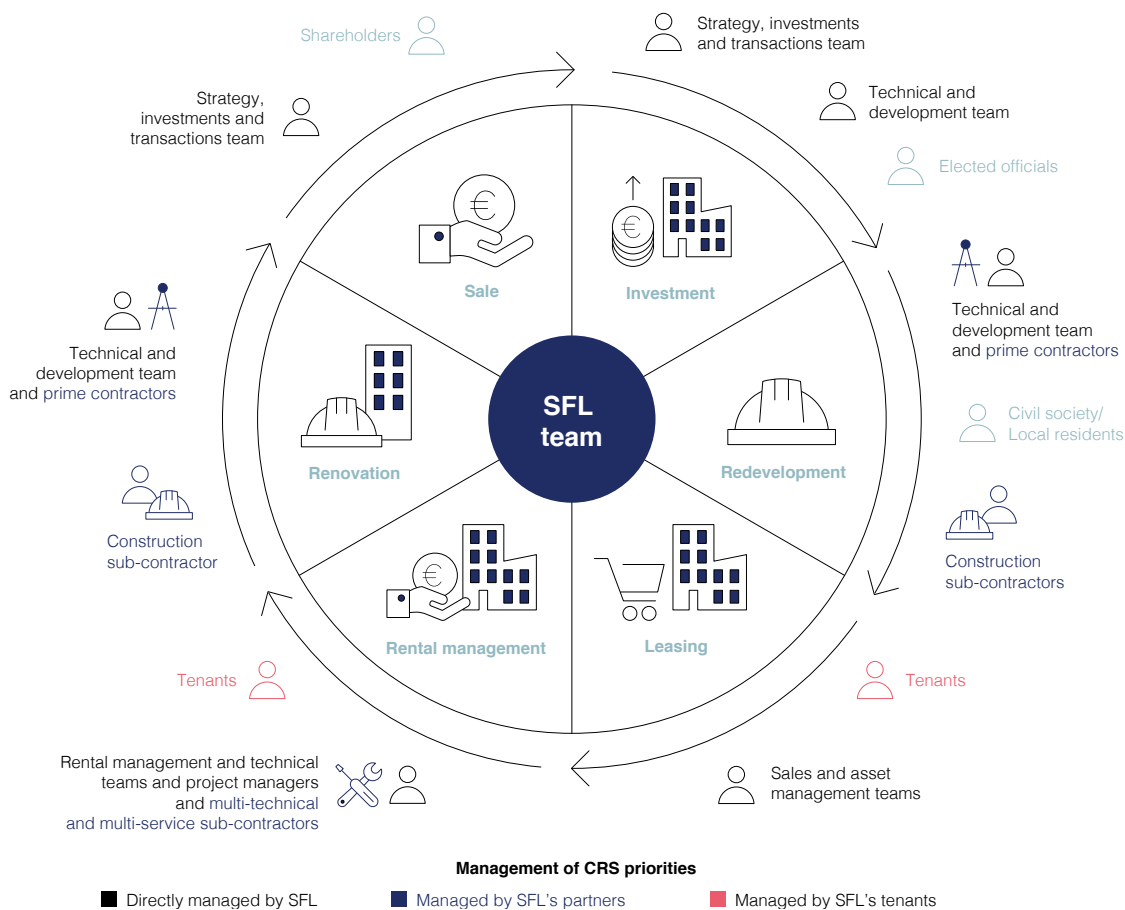 Shareholders
Strategy, investments
and transactions team
Strategy,
investments and
transactions team
Technical and
development team
Elected officials
€
Sale
€
Investment
Technical and
development team
and prime contractors
Technical and
development team
and prime contractors
SFL
team
Renovation
Redevelopment
Civil society/
Local residents
Construction
sub-contractor
Construction
sub-contractors
€
Rental management
Leasing
Tenants
Tenants
Rental management and technical
teams and project managers
and multi-technical
and multi-service sub-contractors
Sales and asset
management teams
Management of CRS priorities
Directly managed by SFL
Managed by SFL's partners
Managed by SFL's tenants